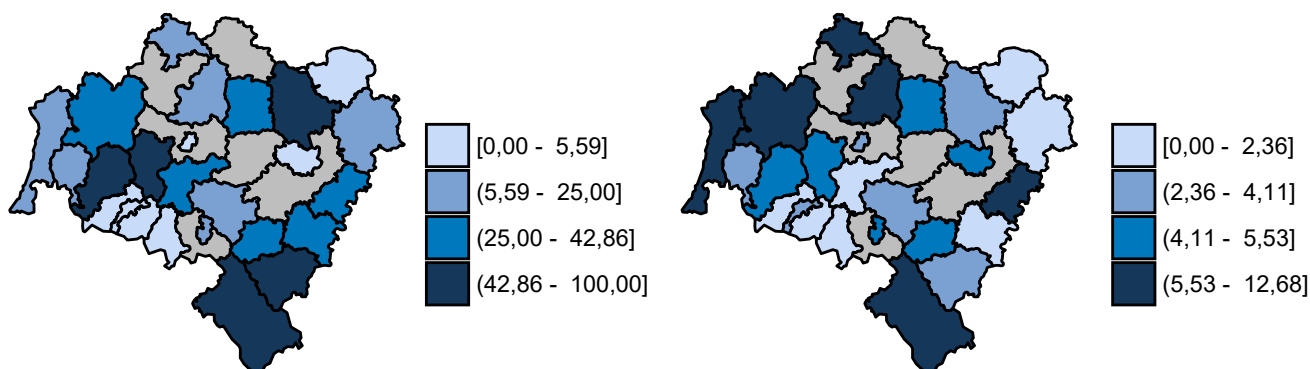 [0,00 - 5,59]
(5,59 - 25,00]
(25,00 - 42,86]
(42,86 - 100,00]
[0,00 - 2,36]
(2,36 - 4,11]
(4,11 - 5,53]
(5,53 - 12,68]